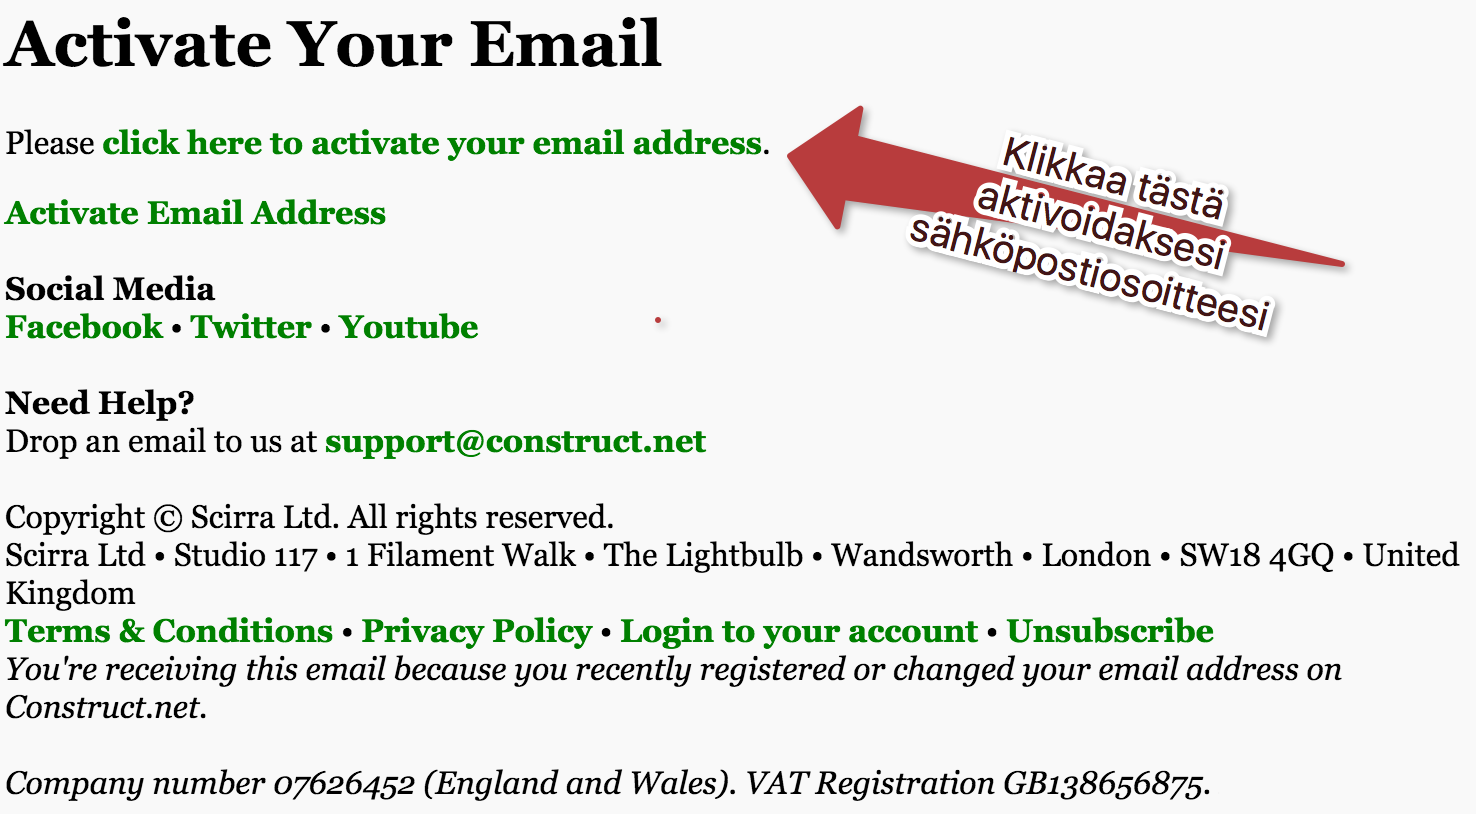 Activate Your Email
Please click here to activate your email address.
Klikkaa tästä
aktivoidaksesi
sähköpostiosoitteesi
Activate Email Address
Social Media
Facebook • Twitter • Youtube
Need Help?
Drop an email to us at support@construct.net
Copyright © Scirra Ltd. All rights reserved.
Scirra Ltd • Studio 117 • 1 Filament Walk • The Lightbulb • Wandsworth • London • SW18 4GQ • United
Kingdom
Terms & Conditions • Privacy Policy • Login to your account • Unsubscribe
You're receiving this email because you recently registered or changed your email address on
Construct.net.
Company number 07626452 (England and Wales). VAT Registration GB138656875.